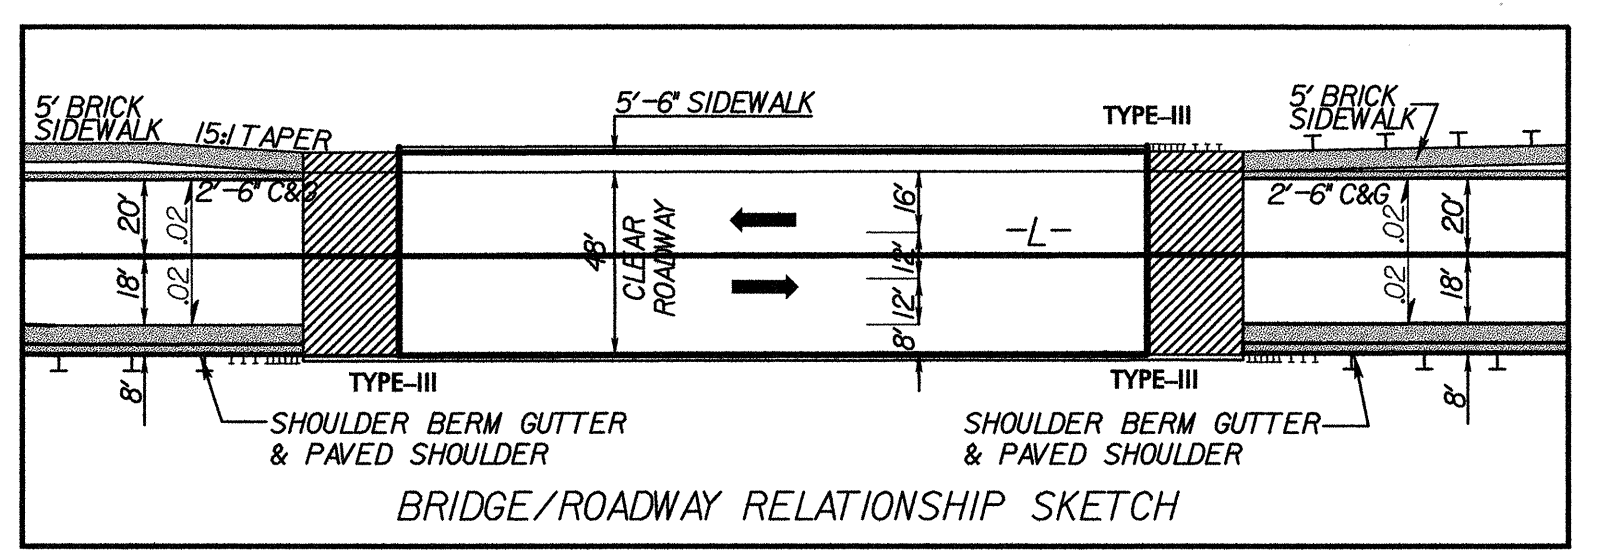 5' BRICK
SIDEWALK
15:1 TAPER
5'-6" SIDEWALK
TYPE-III
5' BRICK
SIDEWALK
2'-6" C&G
2'-6" C&G
20'
.02
18'
.02
48'
CLEAR
ROADWAY
16'
12'
12'
8'
-L-
.02
20'
.02
18'
8'
TYPE-III
TYPE-III
8'
SHOULDER BERM GUTTER
& PAVED SHOULDER
SHOULDER BERM GUTTER
& PAVED SHOULDER
BRIDGE/ROADWAY RELATIONSHIP SKETCH